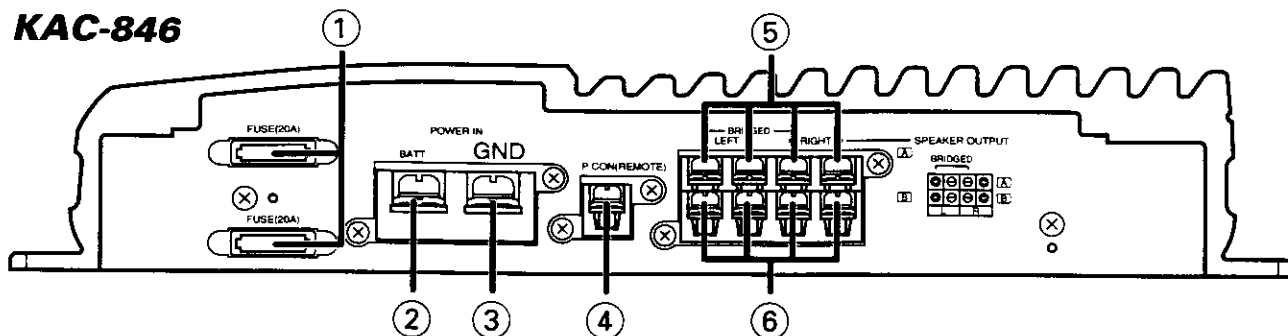 KAC-846
① ⑤
FUSE(20A)
POWER IN
BATT GND
P.CON(REMOTE)
BRIDGED
LEFT RIGHT
SPEAKER OUTPUT
A
BRIDGED
A
B
B
FUSE(20A)
② ③ ④ ⑥